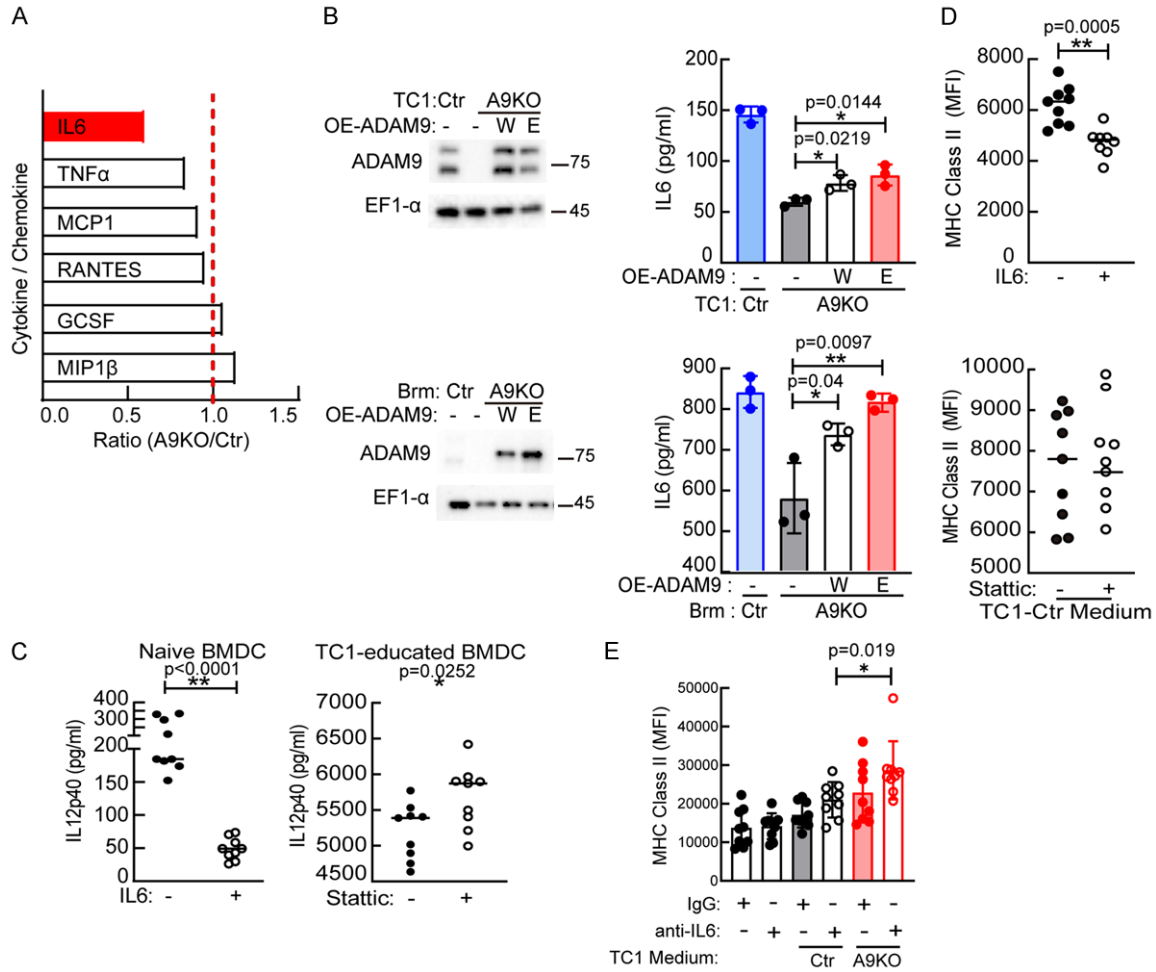 A
Cytokine / Chemokine
IL6
TNFα
MCP1
RANTES
GCSF
MIP1β
0.0 0.5 1.0 1.5
Ratio (A9KO/Ctr)
B
TC1: Ctr A9KO
OE-ADAM9: - - W E
ADAM9
75
EF1-α
45
Brm: Ctr A9KO
OE-ADAM9: - - W E
ADAM9
75
EF1-α
45
IL6 (pg/ml)
200
150
100
50
0
p=0.0144
*
p=0.0219
*
OE-ADAM9 : - - W E
TC1: Ctr A9KO
IL6 (pg/ml)
900
800
700
600
500
400
p=0.0097
**
p=0.04
*
OE-ADAM9 : - - W E
Brm : Ctr A9KO
C
Naive BMDC
p<0.0001
**
IL12p40 (pg/ml)
400
300
200
200
150
100
50
0
IL6: - +
TC1-educated BMDC
p=0.0252
*
IL12p40 (pg/ml)
7000
6500
6000
5500
5000
4500
Stattic: - +
D
p=0.0005
**
MHC Class II (MFI)
8000
6000
4000
2000
0
IL6: - +
MHC Class II (MFI)
10000
9000
8000
7000
6000
5000
Stattic: - +
TC1-Ctr Medium
E
p=0.019
*
MHC Class II (MFI)
50000
40000
30000
20000
10000
0
IgG: + - + - + -
anti-IL6: - + - + - +
TC1 Medium: Ctr A9KO